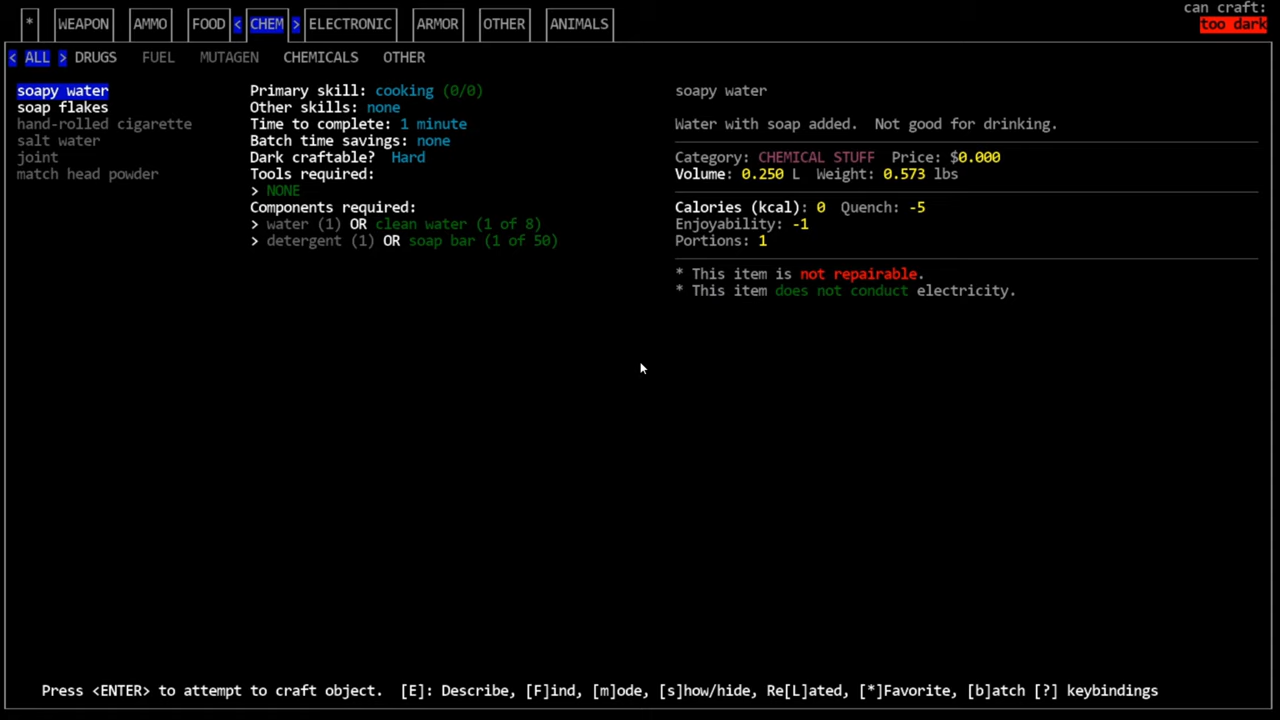 can craft:
* WEAPON AMMO FOOD < CHEM > ELECTRONIC ARMOR OTHER ANIMALS too dark
< ALL > DRUGS FUEL MUTAGEN CHEMICALS OTHER
soapy water Primary skill: cooking (0/0) soapy water
soap flakes Other skills: none
hand-rolled cigarette Time to complete: 1 minute Water with soap added.  Not good for drinking.
salt water Batch time savings: none
joint Dark craftable?  Hard Category: CHEMICAL STUFF  Price: $0.000
match head powder Tools required: Volume: 0.250 L  Weight: 0.573 lbs
> NONE
Components required: Calories (kcal): 0  Quench: -5
> water (1) OR clean water (1 of 8) Enjoyability: -1
> detergent (1) OR soap bar (1 of 50) Portions: 1
* This item is not repairable.
* This item does not conduct electricity.
Press <ENTER> to attempt to craft object.  [E]: Describe, [F]ind, [m]ode, [s]how/hide, Re[L]ated, [*]Favorite, [b]atch [?] keybindings